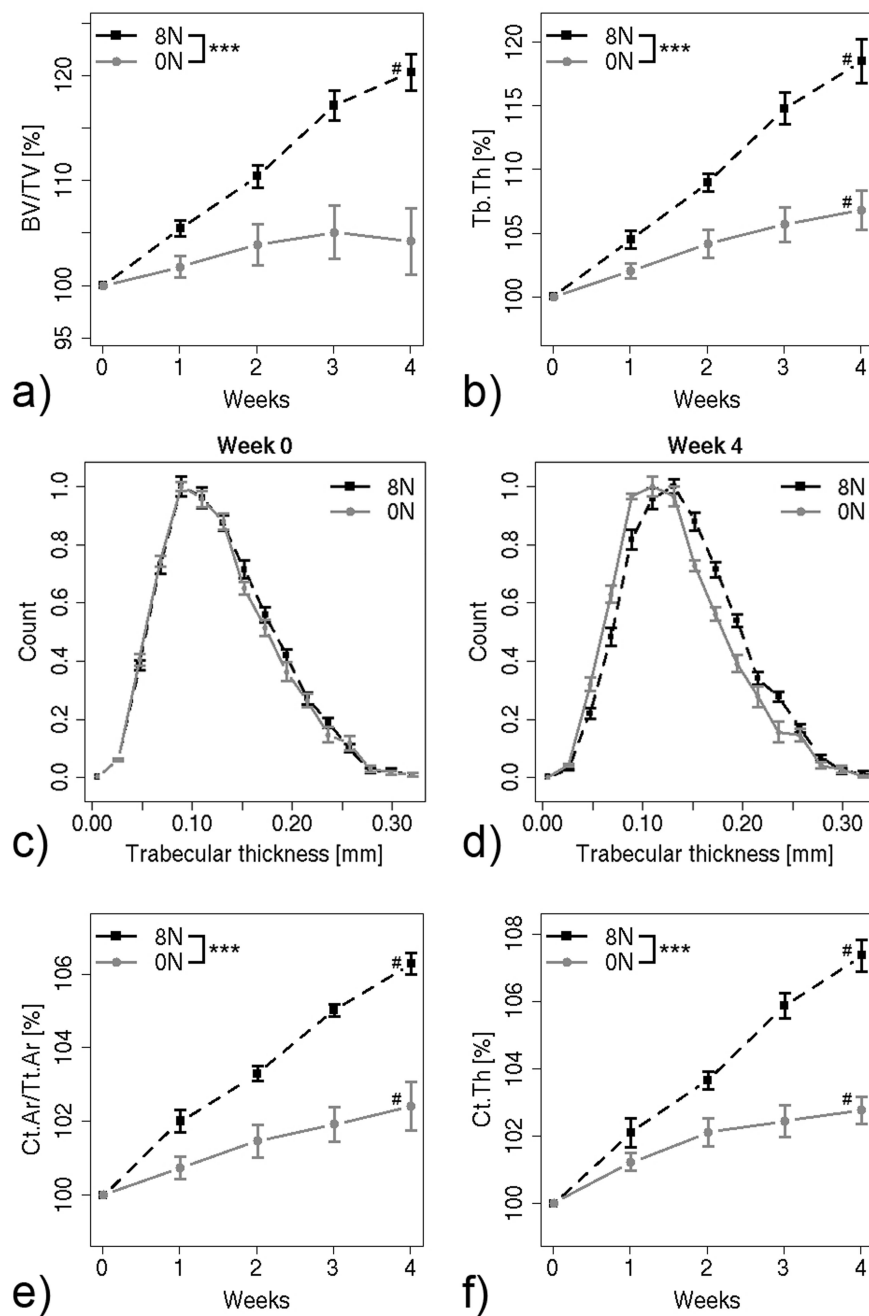 8N
0N
***
#
BV/TV [%]
95 100 110 120
0 1 2 3 4
Weeks
a)
8N
0N
***
#
#
Tb.Th [%]
100 105 110 115 120
0 1 2 3 4
Weeks
b)
Week 0
8N
0N
Count
0.0 0.2 0.4 0.6 0.8 1.0
0.00 0.10 0.20 0.30
Trabecular thickness [mm]
c)
Week 4
8N
0N
Count
0.0 0.2 0.4 0.6 0.8 1.0
0.00 0.10 0.20 0.30
Trabecular thickness [mm]
d)
8N
0N
***
#
#
Ct.Ar/Tt.Ar [%]
100 102 104 106
0 1 2 3 4
Weeks
e)
8N
0N
***
#
#
Ct.Th [%]
100 102 104 106 108
0 1 2 3 4
Weeks
f)